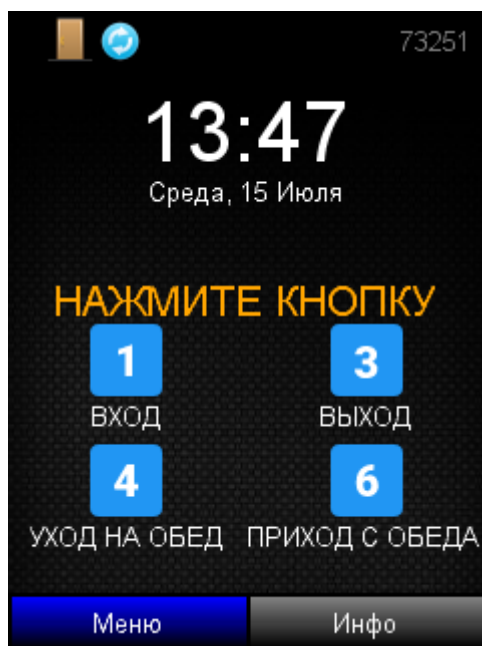 73251
13:47
Среда, 15 Июля
НАЖМИТЕ КНОПКУ
1 3
ВХОД ВЫХОД
4 6
УХОД НА ОБЕД ПРИХОД С ОБЕДА
Меню Инфо